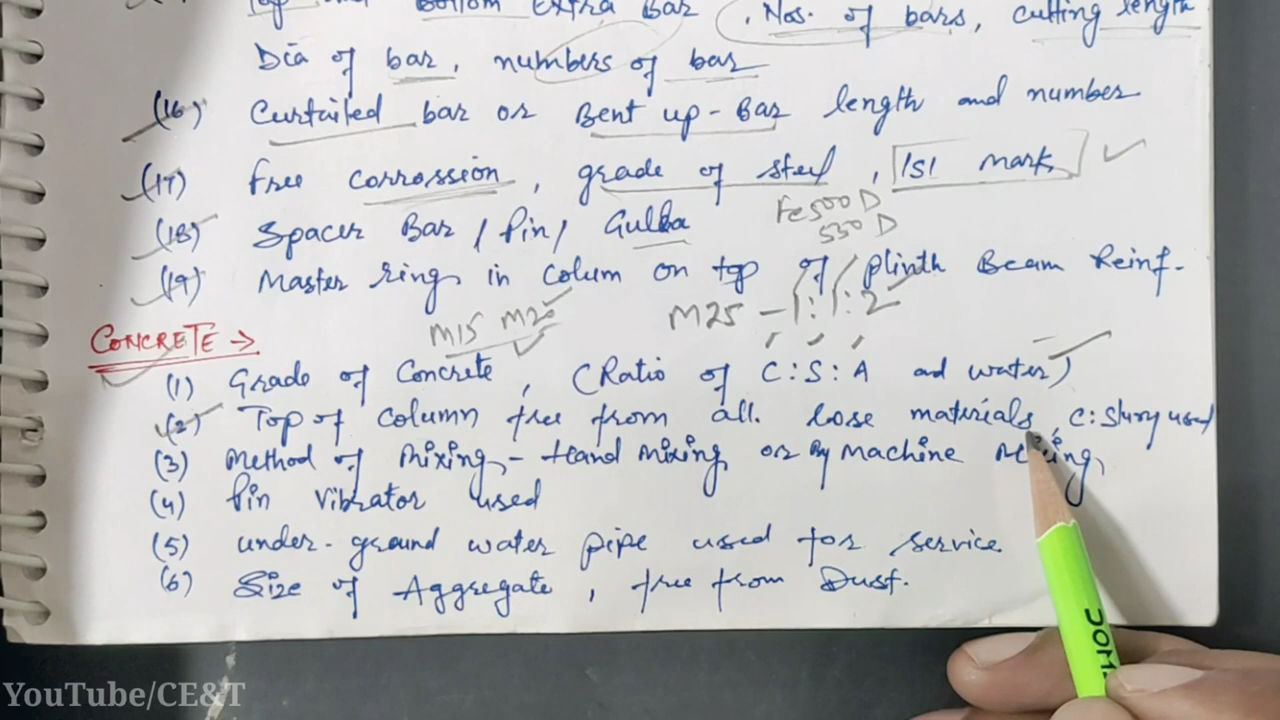 Top and Bottom Extra Bar, Nos. of bars, cutting length
Dia of bar, numbers of bar
(16) Curtailed bar or Bent up-Bar length and number
(17) free corrossion, grade of steel, ISI mark
Fe500D
550D
(18) Spacer Bar / Pin / Gulka
(19) Master ring in Colum on top of plinth Beam Reinf.
M15 M20
M25 - 1:1:2
CONCRETE →
(1) Grade of Concrete, (Ratio of C:S:A and water)
(2) Top of column free from all. lose materials, C:Slurry used
(3) Method of Mixing - Hand Mixing or By Machine Mixing,
(4) Pin Vibrator used
(5) under-ground water pipe used for service
(6) Size of Aggregate, free from Dust.
DOMS
YouTube/CE&T